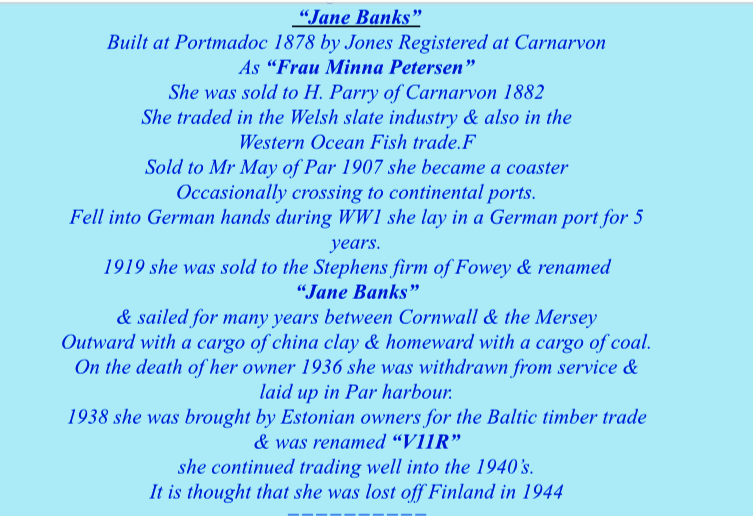 “Jane Banks”
Built at Portmadoc 1878 by Jones Registered at Carnarvon
As “Frau Minna Petersen”
She was sold to H. Parry of Carnarvon 1882
She traded in the Welsh slate industry & also in the
Western Ocean Fish trade.F
Sold to Mr May of Par 1907 she became a coaster
Occasionally crossing to continental ports.
Fell into German hands during WW1 she lay in a German port for 5
years.
1919 she was sold to the Stephens firm of Fowey & renamed
“Jane Banks”
& sailed for many years between Cornwall & the Mersey
Outward with a cargo of china clay & homeward with a cargo of coal.
On the death of her owner 1936 she was withdrawn from service &
laid up in Par harbour.
1938 she was brought by Estonian owners for the Baltic timber trade
& was renamed “V11R”
she continued trading well into the 1940’s.
It is thought that she was lost off Finland in 1944